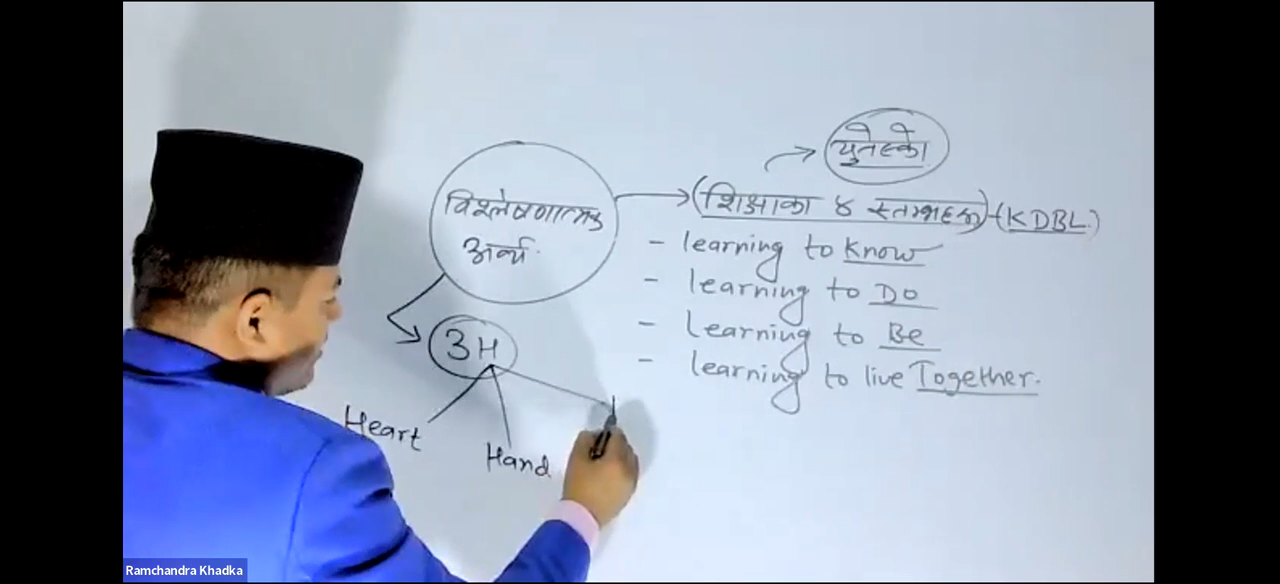 युनेस्को
विश्लेषणात्मक
अर्थ
(शिक्षाका ४ स्तम्भहरू)-(KDBL)
- learning to Know
- learning to Do
- learning to Be
- learning to live Together.
3H
Heart
Hand
Ramchandra Khadka